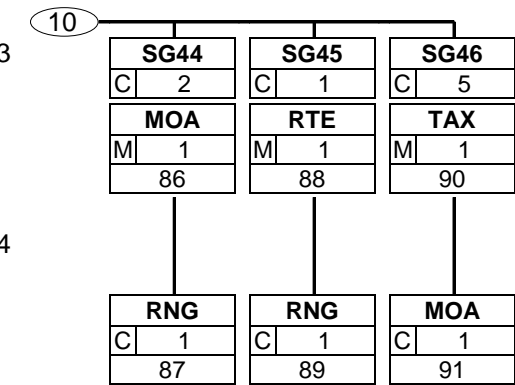 10
3
SG44 SG45 SG46
C 2 C 1 C 5
MOA RTE TAX
M 1 M 1 M 1
86 88 90
4
RNG RNG MOA
C 1 C 1 C 1
87 89 91